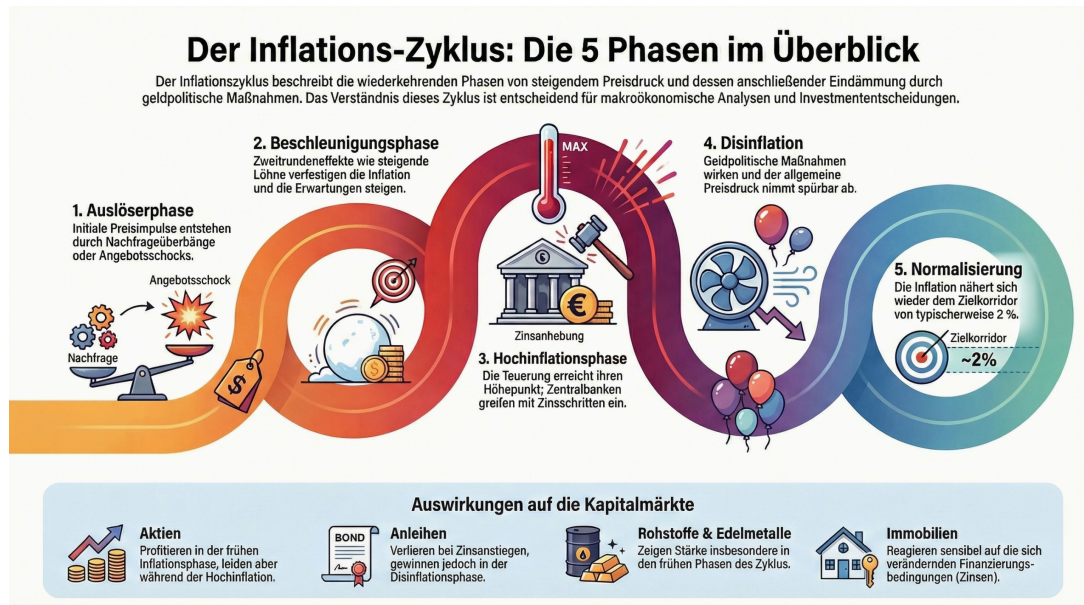 Der Inflations-Zyklus: Die 5 Phasen im Überblick
Der Inflationszyklus beschreibt die wiederkehrenden Phasen von steigendem Preisdruck und dessen anschließender Eindämmung durch
geldpolitische Maßnahmen. Das Verständnis dieses Zyklus ist entscheidend für makroökonomische Analysen und Investmententscheidungen.
1. Auslöserphase
Initiale Preisimpulse entstehen
durch Nachfrageüberbänge
oder Angebotsschocks.
Angebotsschock
Nachfrage
$
2. Beschleunigungsphase
Zweitrundeneffekte wie steigende
Löhne verfestigen die Inflation
und die Erwartungen steigen.
$
MAX
€
Zinsanhebung
3. Hochinflationsphase
Die Teuerung erreicht ihren
Höhepunkt; Zentralbanken
greifen mit Zinsschritten ein.
4. Disinflation
Geidpolitische Maßnahmen
wirken und der allgemeine
Preisdruck nimmt spürbar ab.
5. Normalisierung
Die Inflation nähert sich
wieder dem Zielkorridor
von typischerweise 2 %.
Zielkorridor
~2%
Auswirkungen auf die Kapitalmärkte
Aktien
Profitieren in der frühen
Inflationsphase, leiden aber
während der Hochinflation.
BOND
Anleihen
Verlieren bei Zinsanstiegen,
gewinnen jedoch in der
Disinflationsphase.
Rohstoffe & Edelmetalle
Zeigen Stärke insbesondere in
den frühen Phasen des Zyklus.
Immobilien
Reagieren sensibel auf die sich
verändernden Finanzierungs-
bedingungen (Zinsen).